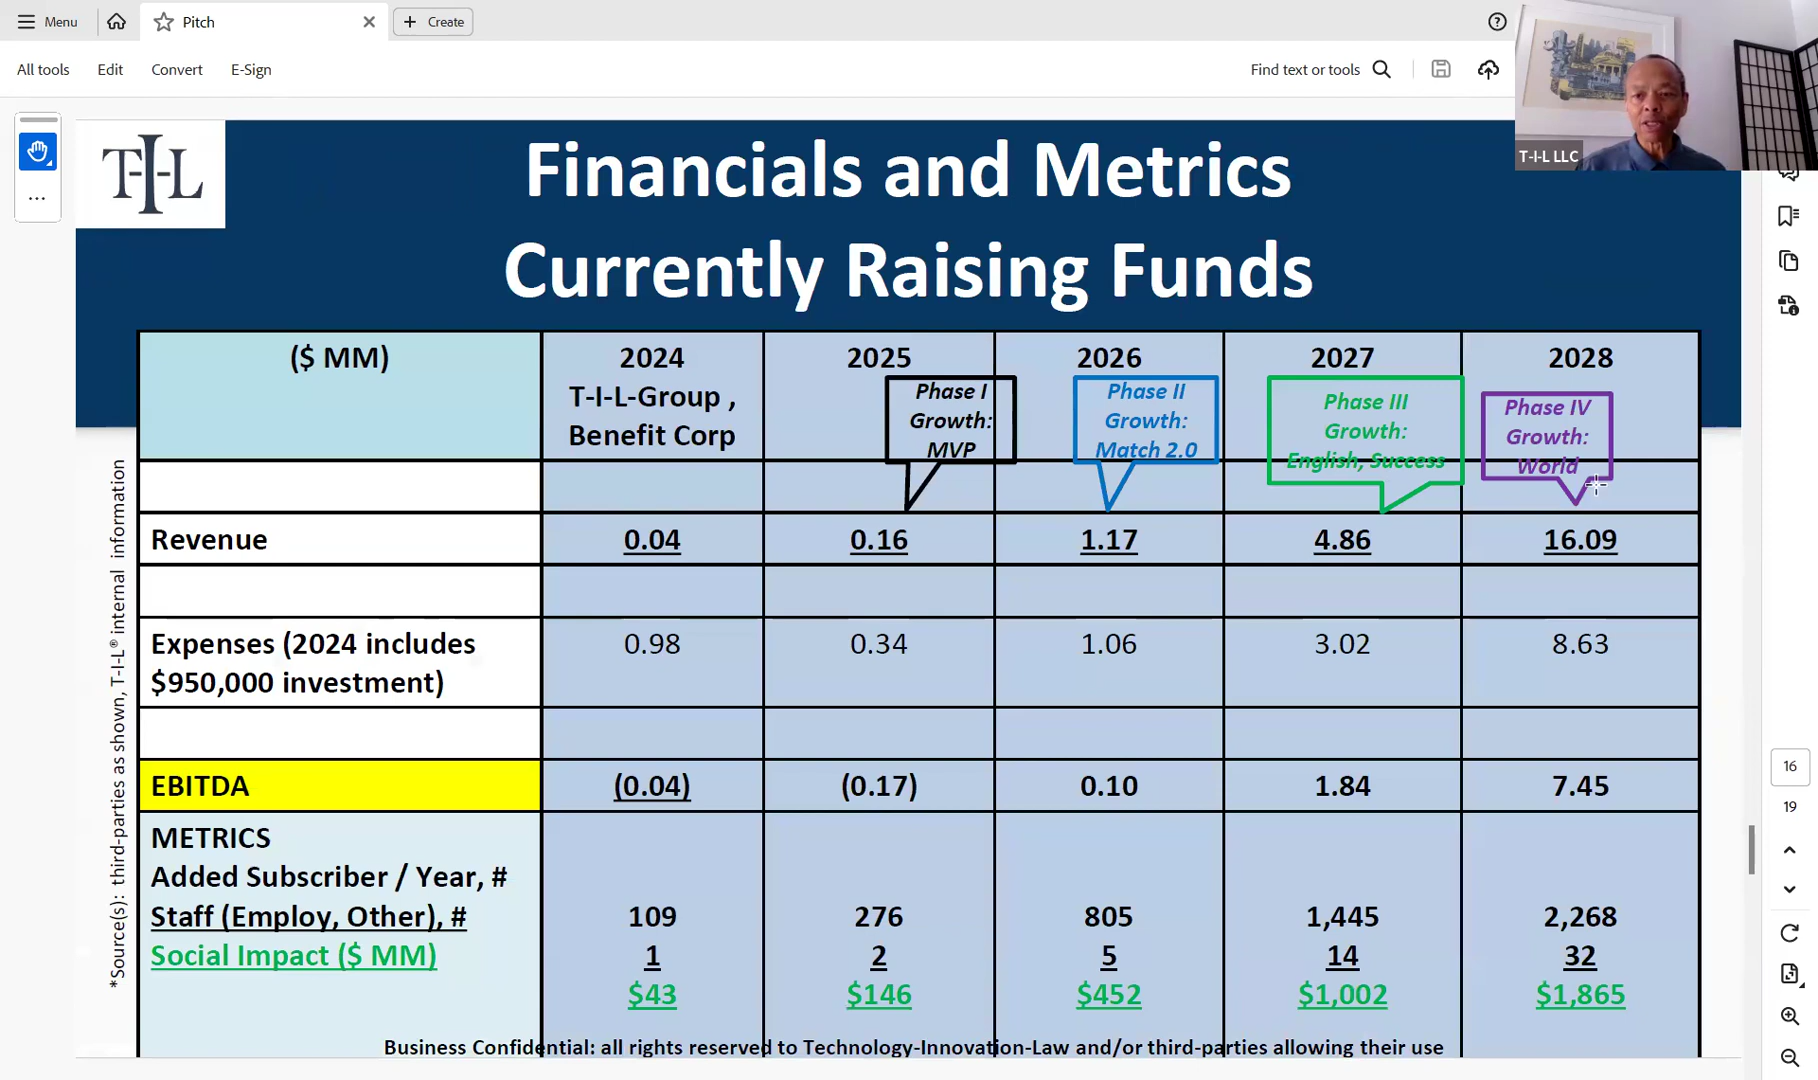 Menu
Pitch
Create
All tools
Edit
Convert
E-Sign
Find text or tools
T-I-L LLC
T-I-L
Financials and Metrics
Currently Raising Funds
($ MM)
2024
T-I-L-Group ,
Benefit Corp
2025
2026
2027
2028
Phase I
Growth:
MVP
Phase II
Growth:
Match 2.0
Phase III
Growth:
English, Success
Phase IV
Growth:
World
Revenue
0.04 0.16 1.17 4.86 16.09
Expenses (2024 includes
$950,000 investment)
0.98 0.34 1.06 3.02 8.63
EBITDA (0.04) (0.17) 0.10 1.84 7.45
METRICS
Added Subscriber / Year, #
Staff (Employ, Other), #
Social Impact ($ MM)
109 276 805 1,445 2,268
1 2 5 14 32
$43 $146 $452 $1,002 $1,865
*Source(s): third-parties as shown, T-I-L® internal information
Business Confidential: all rights reserved to Technology-Innovation-Law and/or third-parties allowing their use
16
19